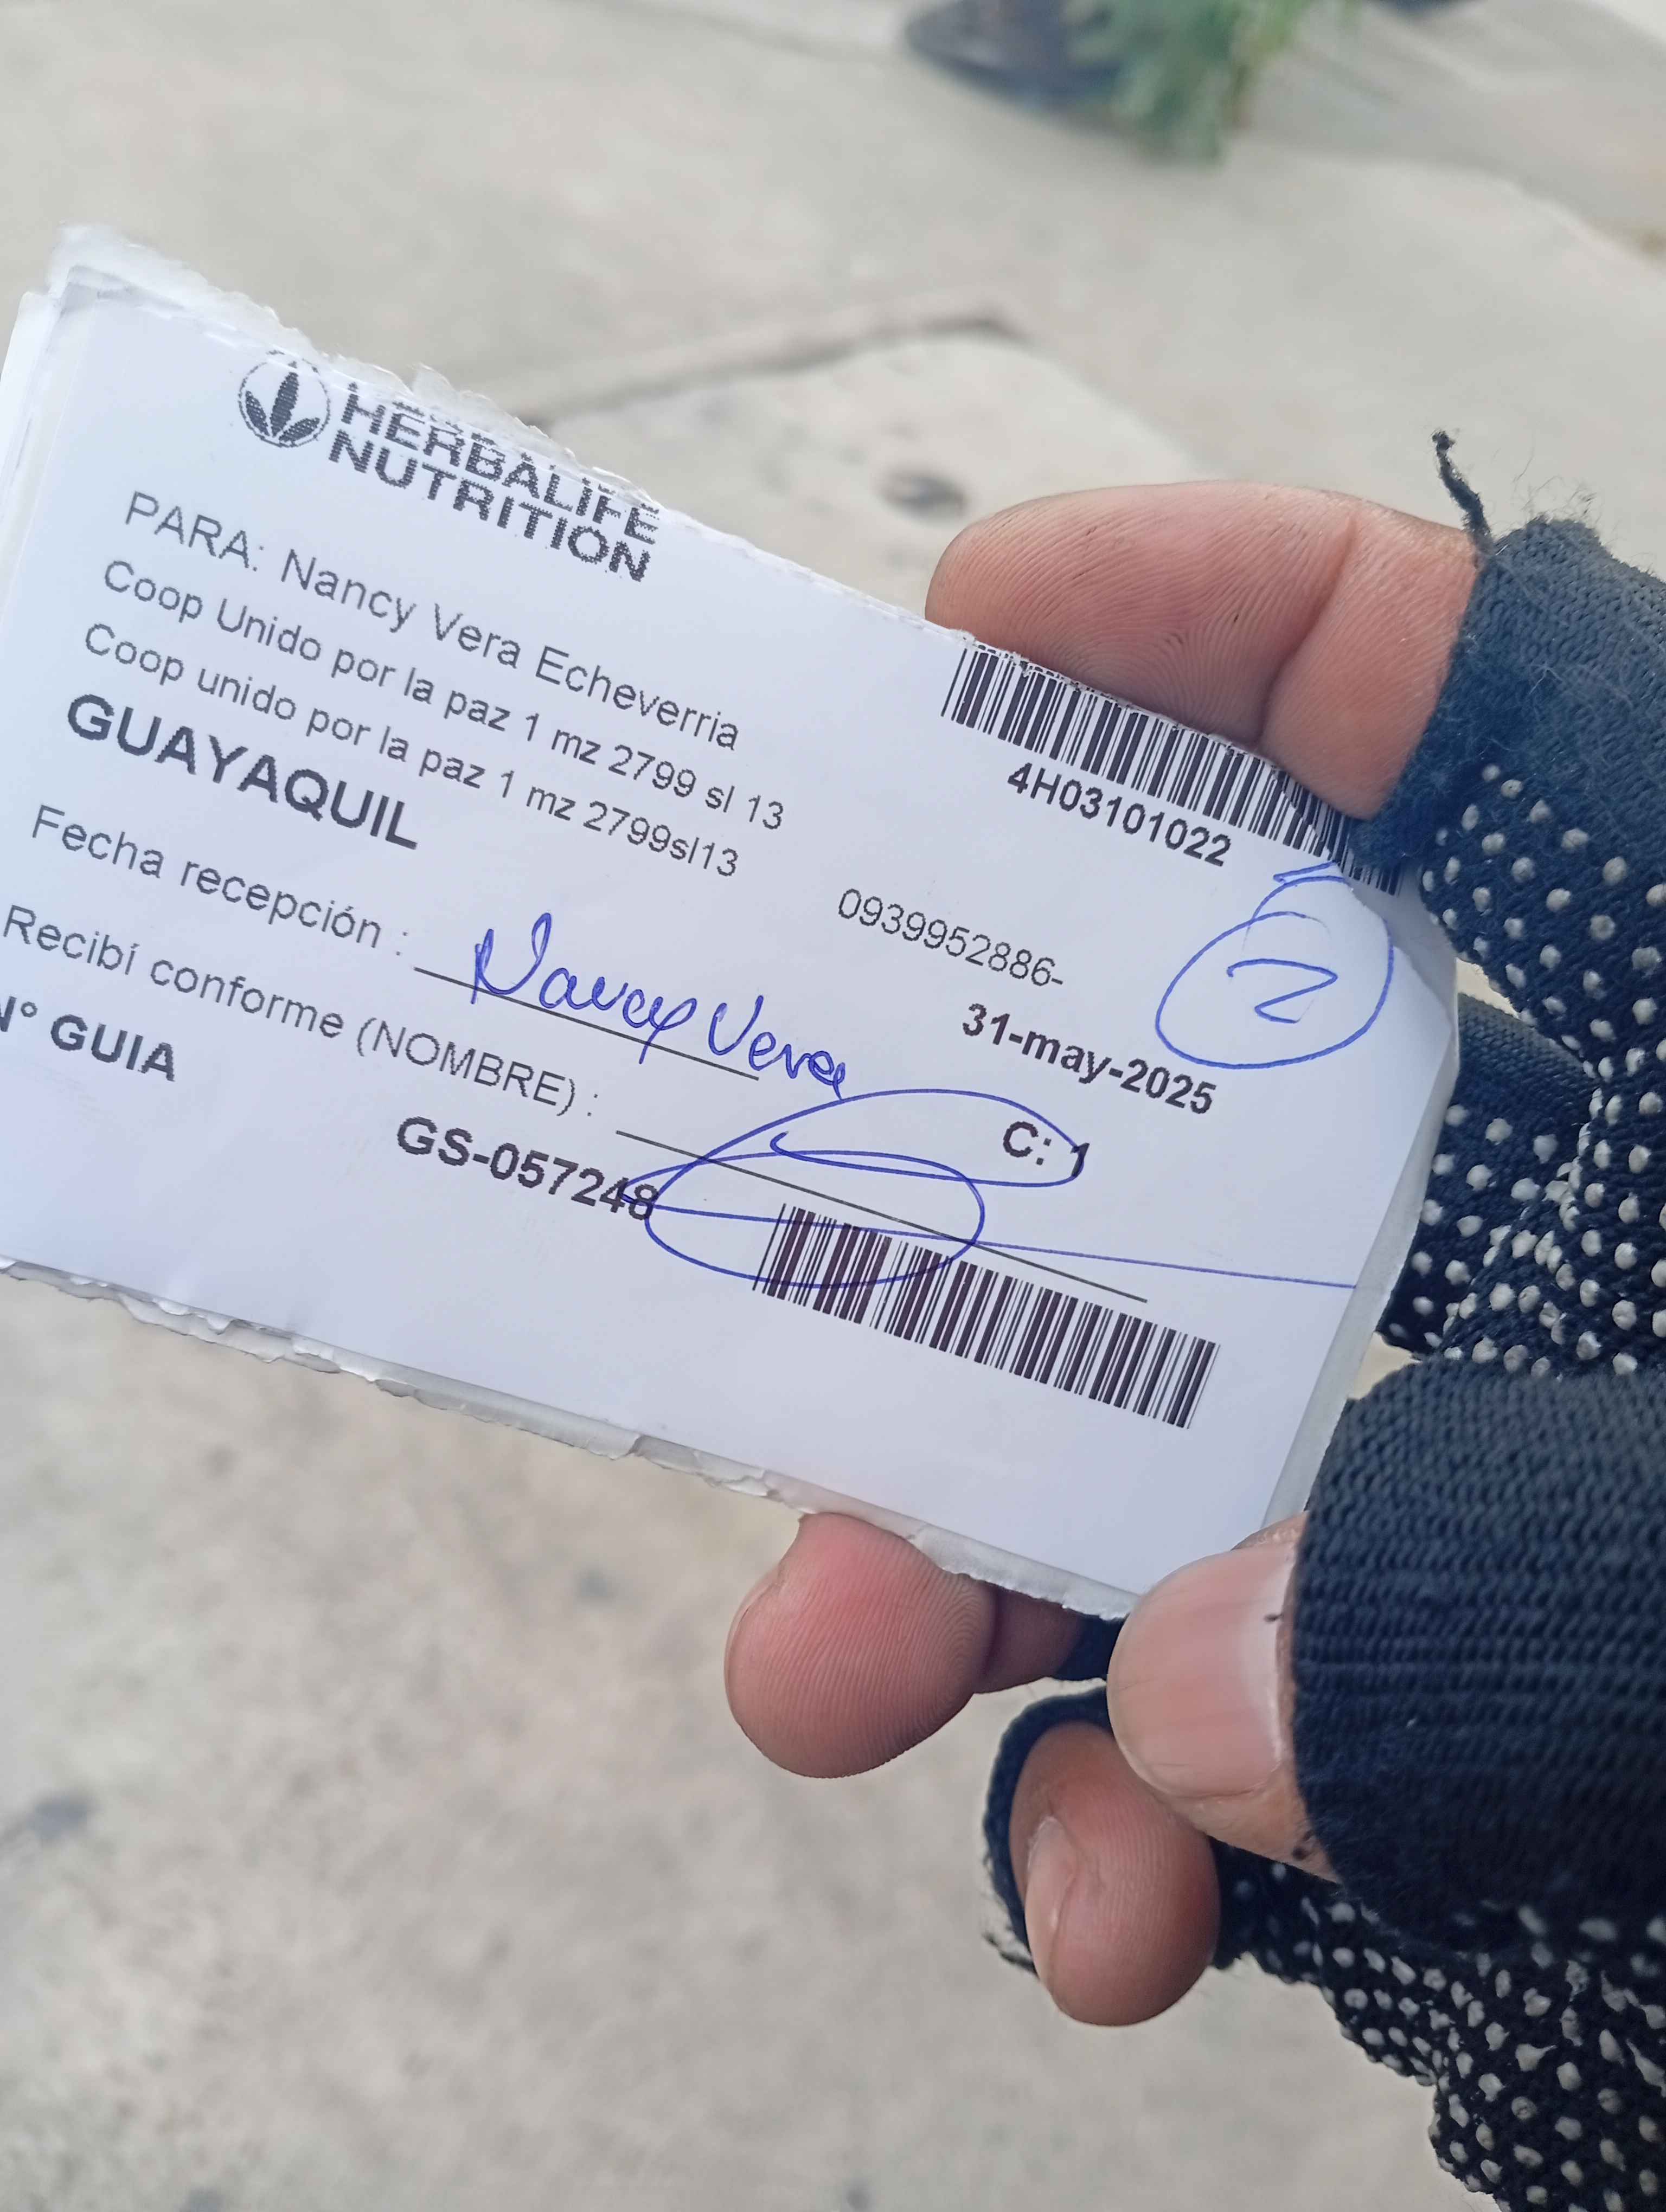 HERBALIFE
NUTRITION
PARA: Nancy Vera Echeverria
Coop Unido por la paz 1 mz 2799 sl 13
Coop unido por la paz 1 mz 2799sl13
GUAYAQUIL
4H03101022
0939952886-
2
Fecha recepción : Nancy Vera
31-may-2025
Recibí conforme (NOMBRE) :
C: 1
N° GUIA
GS-057248